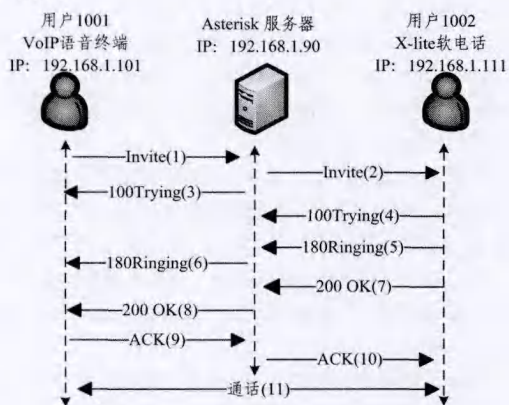 用户1001
VoIP语音终端
IP: 192.168.1.101
Asterisk 服务器
IP: 192.168.1.90
用户1002
X-lite软电话
IP: 192.168.1.111
Invite(1)
Invite(2)
100Trying(3)
100Trying(4)
180Ringing(5)
180Ringing(6)
200 OK(7)
200 OK(8)
ACK(9)
ACK(10)
通话(11)